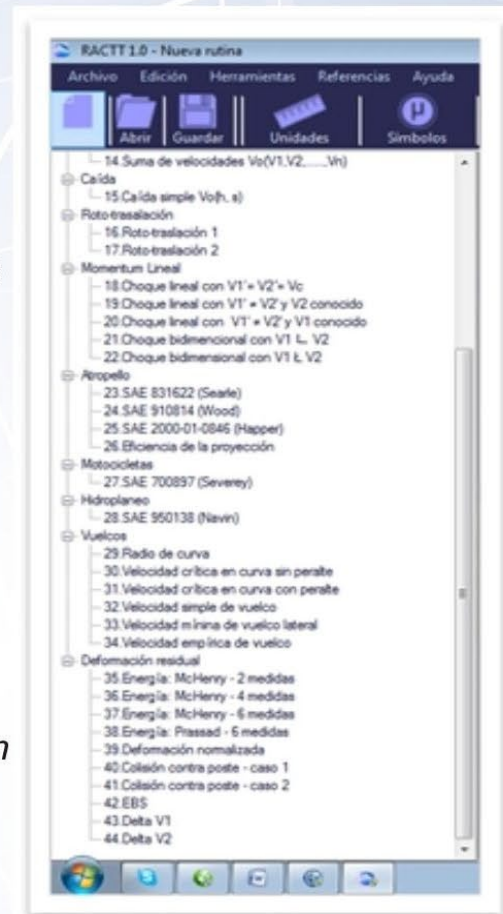 RACTT 1.0 - Nueva rutina
Archivo Edición Herramientas Referencias Ayuda
Abrir Guardar Unidades Símbolos
14.Suma de velocidades Vo(V1,V2,......,Vn)
Caída
15.Caída simple Vo(h, s)
Roto-trasalación
16.Roto-traslación 1
17.Roto-traslación 2
Momentum Lineal
18.Choque lineal con V1'= V2'= Vc
19.Choque lineal con V1' ≠ V2' y V2 conocido
20.Choque lineal con V1' ≠ V2' y V1 conocido
21.Choque bidimencional con V1 V2
22.Choque bidimensional con V1 Ł V2
Atropello
23.SAE 831622 (Searle)
24.SAE 910814 (Wood)
25.SAE 2000-01-0846 (Happer)
26.Eficiencia de la proyección
Motocicletas
27.SAE 700897 (Severey)
Hidroplaneo
28.SAE 950138 (Navin)
Vuelcos
29.Radio de curva
30.Velocidad crítica en curva sin peralte
31.Velocidad crítica en curva con peralte
32.Velocidad simple de vuelco
33.Velocidad mínina de vuelco lateral
34.Velocidad empírica de vuelco
Deformación residual
35.Energía: McHenry - 2 medidas
36.Energía: McHenry - 4 medidas
37.Energía: McHenry - 6 medidas
38.Energía: Prassad - 6 medidas
39.Deformación normalizada
40.Colisión contra poste - caso 1
41.Colisión contra poste - caso 2
42.EBS
43.Delta V1
44.Delta V2